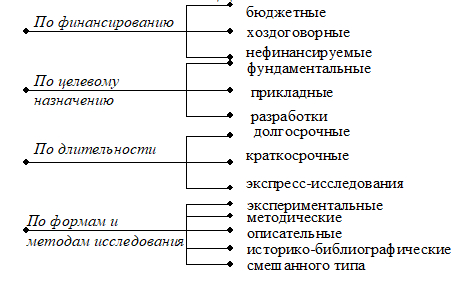 По финансированию
бюджетные
хоздоговорные
нефинансируемые
По целевому
назначению
фундаментальные
прикладные
разработки
По длительности
долгосрочные
краткосрочные
экспресс-исследования
По формам и
методам исследования
экспериментальные
методические
описательные
историко-библиографические
смешанного типа